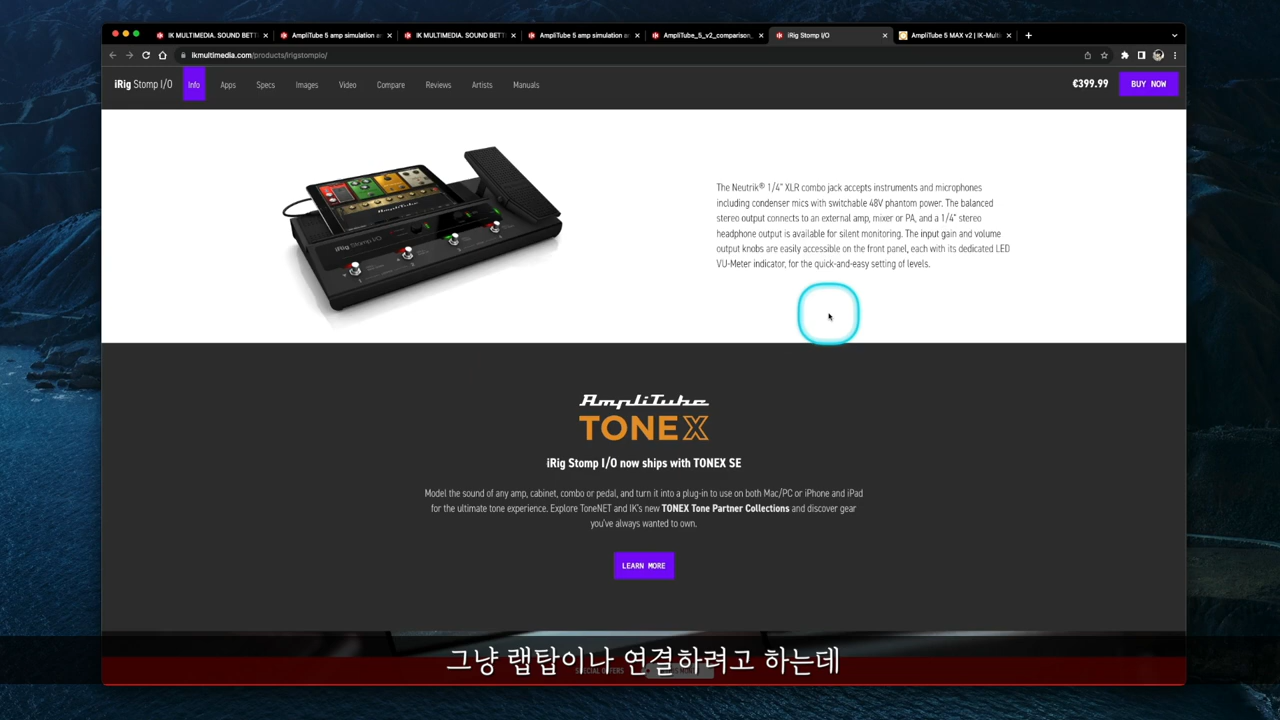 IK MULTIMEDIA. SOUND BETT
AmpliTube 5 amp simulation a
IK MULTIMEDIA. SOUND BETT
AmpliTube 5 amp simulation a
AmpliTube_5_v2_comparison_
iRig Stomp I/O
AmpliTube 5 MAX v2 | IK-Mult
ikmultimedia.com/products/irigstompio/
iRig Stomp I/O
Info
Apps
Specs
Images
Video
Compare
Reviews
Artists
Manuals
€399.99
BUY NOW
AmpliTube
iRig Stomp I/O
The Neutrik® 1/4" XLR combo jack accepts instruments and microphones
including condenser mics with switchable 48V phantom power. The balanced
stereo output connects to an external amp, mixer or PA, and a 1/4" stereo
headphone output is available for silent monitoring. The input gain and volume
output knobs are easily accessible on the front panel, each with its dedicated LED
VU-Meter indicator, for the quick-and-easy setting of levels.
AmpliTube
TONEX
iRig Stomp I/O now ships with TONEX SE
Model the sound of any amp, cabinet, combo or pedal, and turn it into a plug-in to use on both Mac/PC or iPhone and iPad
for the ultimate tone experience. Explore ToneNET and IK's new TONEX Tone Partner Collections and discover gear
you've always wanted to own.
LEARN MORE
그냥 랩탑이나 연결하려고 하는데